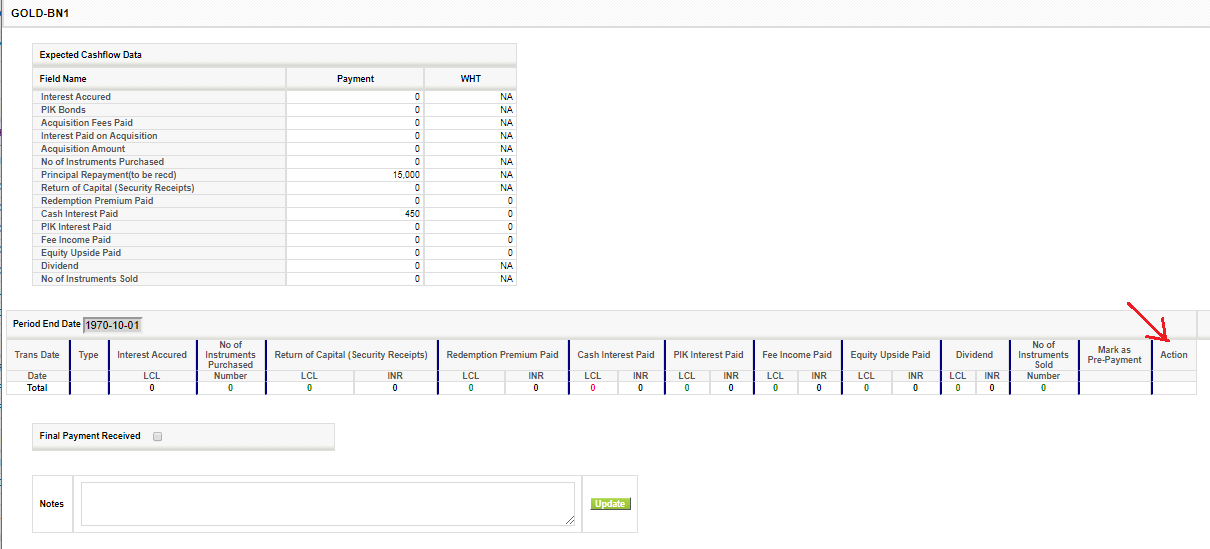 GOLD-BN1
Expected Cashflow Data
Field Name Payment WHT
Interest Accured 0 NA
PIK Bonds 0 NA
Acquisition Fees Paid 0 NA
Interest Paid on Acquisition 0 NA
Acquisition Amount 0 NA
No of Instruments Purchased 0 NA
Principal Repayment(to be recd) 15,000 NA
Return of Capital (Security Receipts) 0 NA
Redemption Premium Paid 0 0
Cash Interest Paid 450 0
PIK Interest Paid 0 0
Fee Income Paid 0 0
Equity Upside Paid 0 0
Dividend 0 NA
No of Instruments Sold 0 NA
Period End Date 1970-10-01
Trans Date Type Interest Accured No of Instruments Purchased Return of Capital (Security Receipts) Redemption Premium Paid Cash Interest Paid PIK Interest Paid Fee Income Paid Equity Upside Paid Dividend No of Instruments Sold Mark as Pre-Payment Action
Date LCL Number LCL INR LCL INR LCL INR LCL INR LCL INR LCL INR LCL INR Number
Total 0 0 0 0 0 0 0 0 0 0 0 0 0 0 0 0 0
Final Payment Received
Notes Update